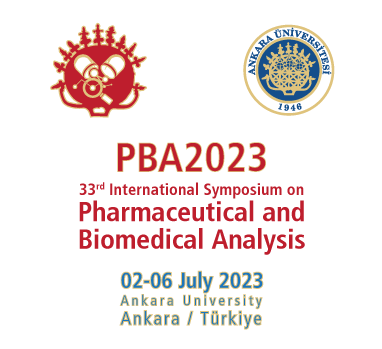 ANKARA ÜNİVERSİTESİ
1946
PBA2023
33rd International Symposium on
Pharmaceutical and
Biomedical Analysis
02-06 July 2023
Ankara University
Ankara / Türkiye